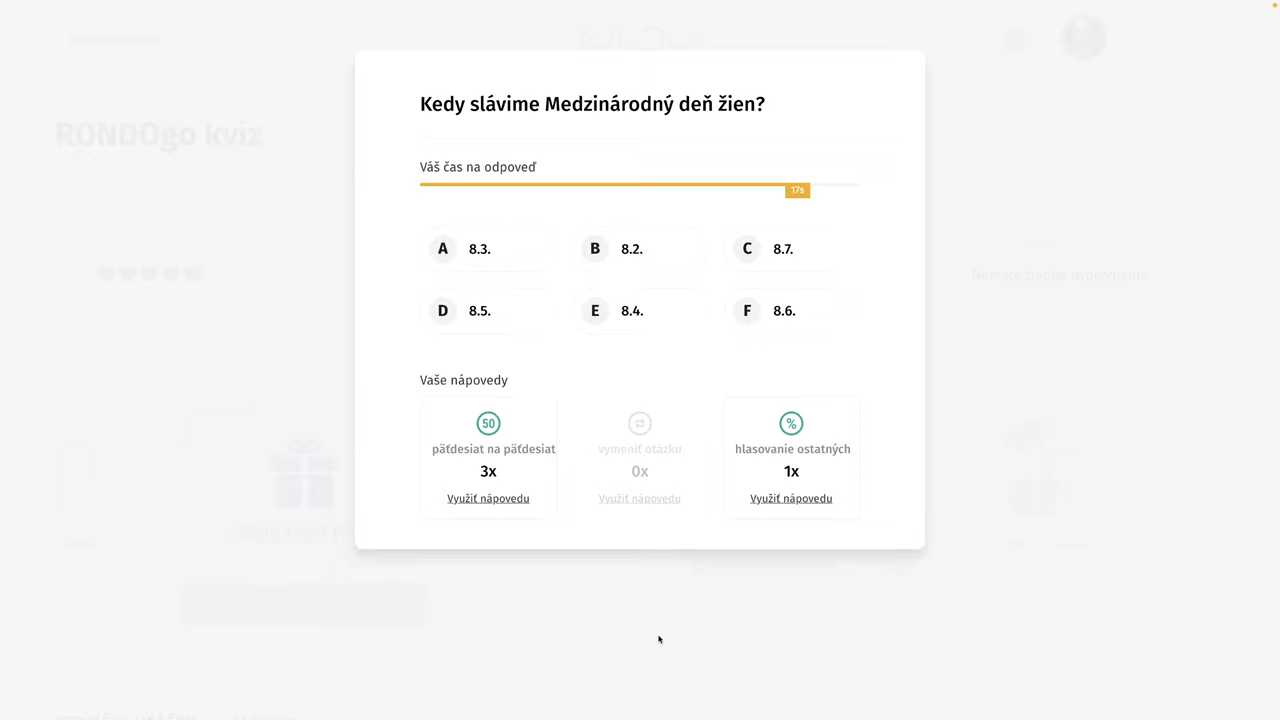 Kedy slávime Medzinárodný deň žien?
RONDOgo kvíz
Váš čas na odpoveď
17s
A 8.3.
B 8.2.
C 8.7.
D 8.5.
E 8.4.
F 8.6.
Vaše nápovedy
50
päťdesiat na päťdesiat
3x
Využiť nápovedu
vymeniť otázku
0x
Využiť nápovedu
%
hlasovanie ostatných
1x
Využiť nápovedu